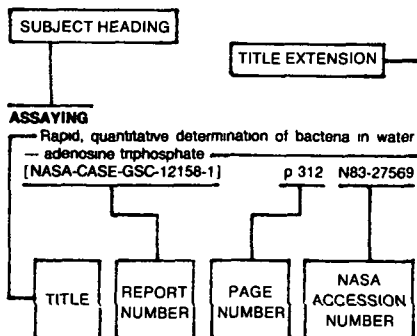 SUBJECT HEADING
TITLE EXTENSION
ASSAYING
Rapid, quantitative determination of bacteria in water
— adenosine triphosphate
[NASA-CASE-GSC-12158-1] p 312 N83-27569
TITLE
REPORT NUMBER
PAGE NUMBER
NASA ACCESSION NUMBER